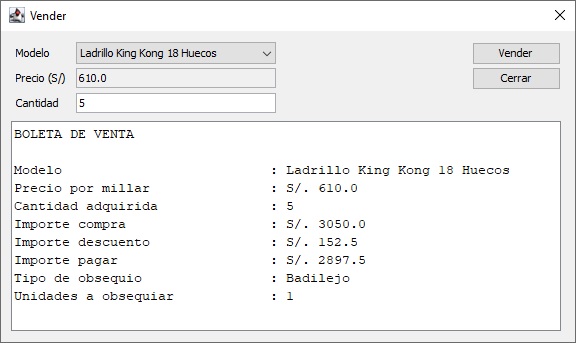 Vender
Modelo Ladrillo King Kong 18 Huecos Vender
Precio (S/) 610.0 Cerrar
Cantidad 5
BOLETA DE VENTA
Modelo : Ladrillo King Kong 18 Huecos
Precio por millar : S/. 610.0
Cantidad adquirida : 5
Importe compra : S/. 3050.0
Importe descuento : S/. 152.5
Importe pagar : S/. 2897.5
Tipo de obsequio : Badilejo
Unidades a obsequiar : 1